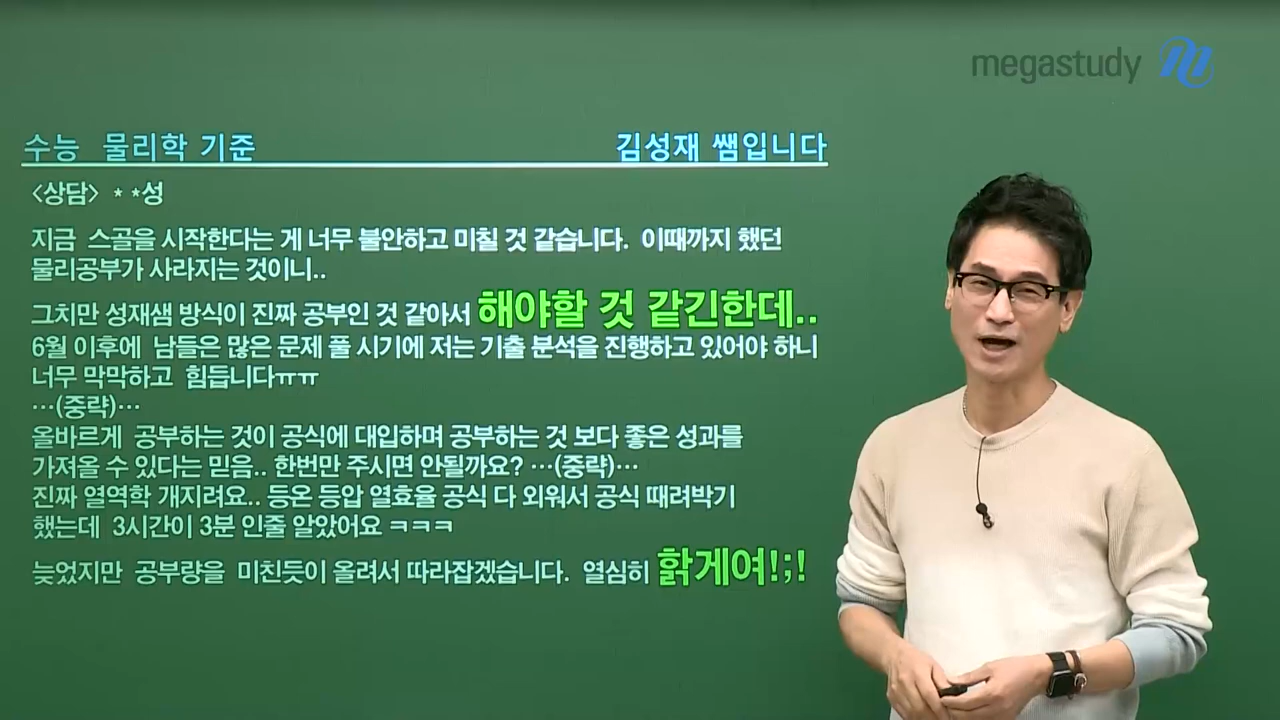 megastudy
수능 물리학 기준
김성재 쌤입니다
<상담> **성
지금 스골을 시작한다는 게 너무 불안하고 미칠 것 같습니다. 이때까지 했던
물리공부가 사라지는 것이니..
그치만 성재샘 방식이 진짜 공부인 것 같아서 해야할 것 같긴한데..
6월 이후에 남들은 많은 문제 풀 시기에 저는 기출 분석을 진행하고 있어야 하니
너무 막막하고 힘듭니다ㅠㅠ
…(중략)…
올바르게 공부하는 것이 공식에 대입하며 공부하는 것 보다 좋은 성과를
가져올 수 있다는 믿음.. 한번만 주시면 안될까요? …(중략)…
진짜 열역학 개지려요.. 등온 등압 열효율 공식 다 외워서 공식 때려박기
했는데 3시간이 3분 인줄 알았어요 ㅋㅋㅋ
늦었지만 공부량을 미친듯이 올려서 따라잡겠습니다. 열심히 핡게여!;!